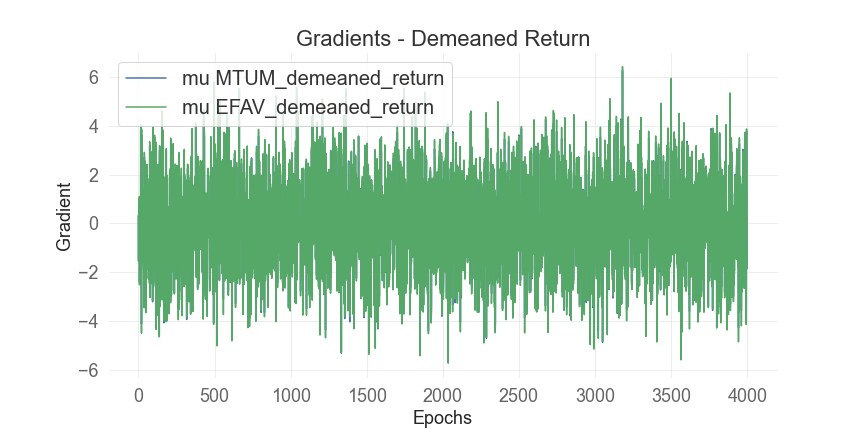 Gradients - Demeaned Return
mu MTUM_demeaned_return
mu EFAV_demeaned_return
6
4
2
0
−2
−4
−6
Gradient
0 500 1000 1500 2000 2500 3000 3500 4000
Epochs